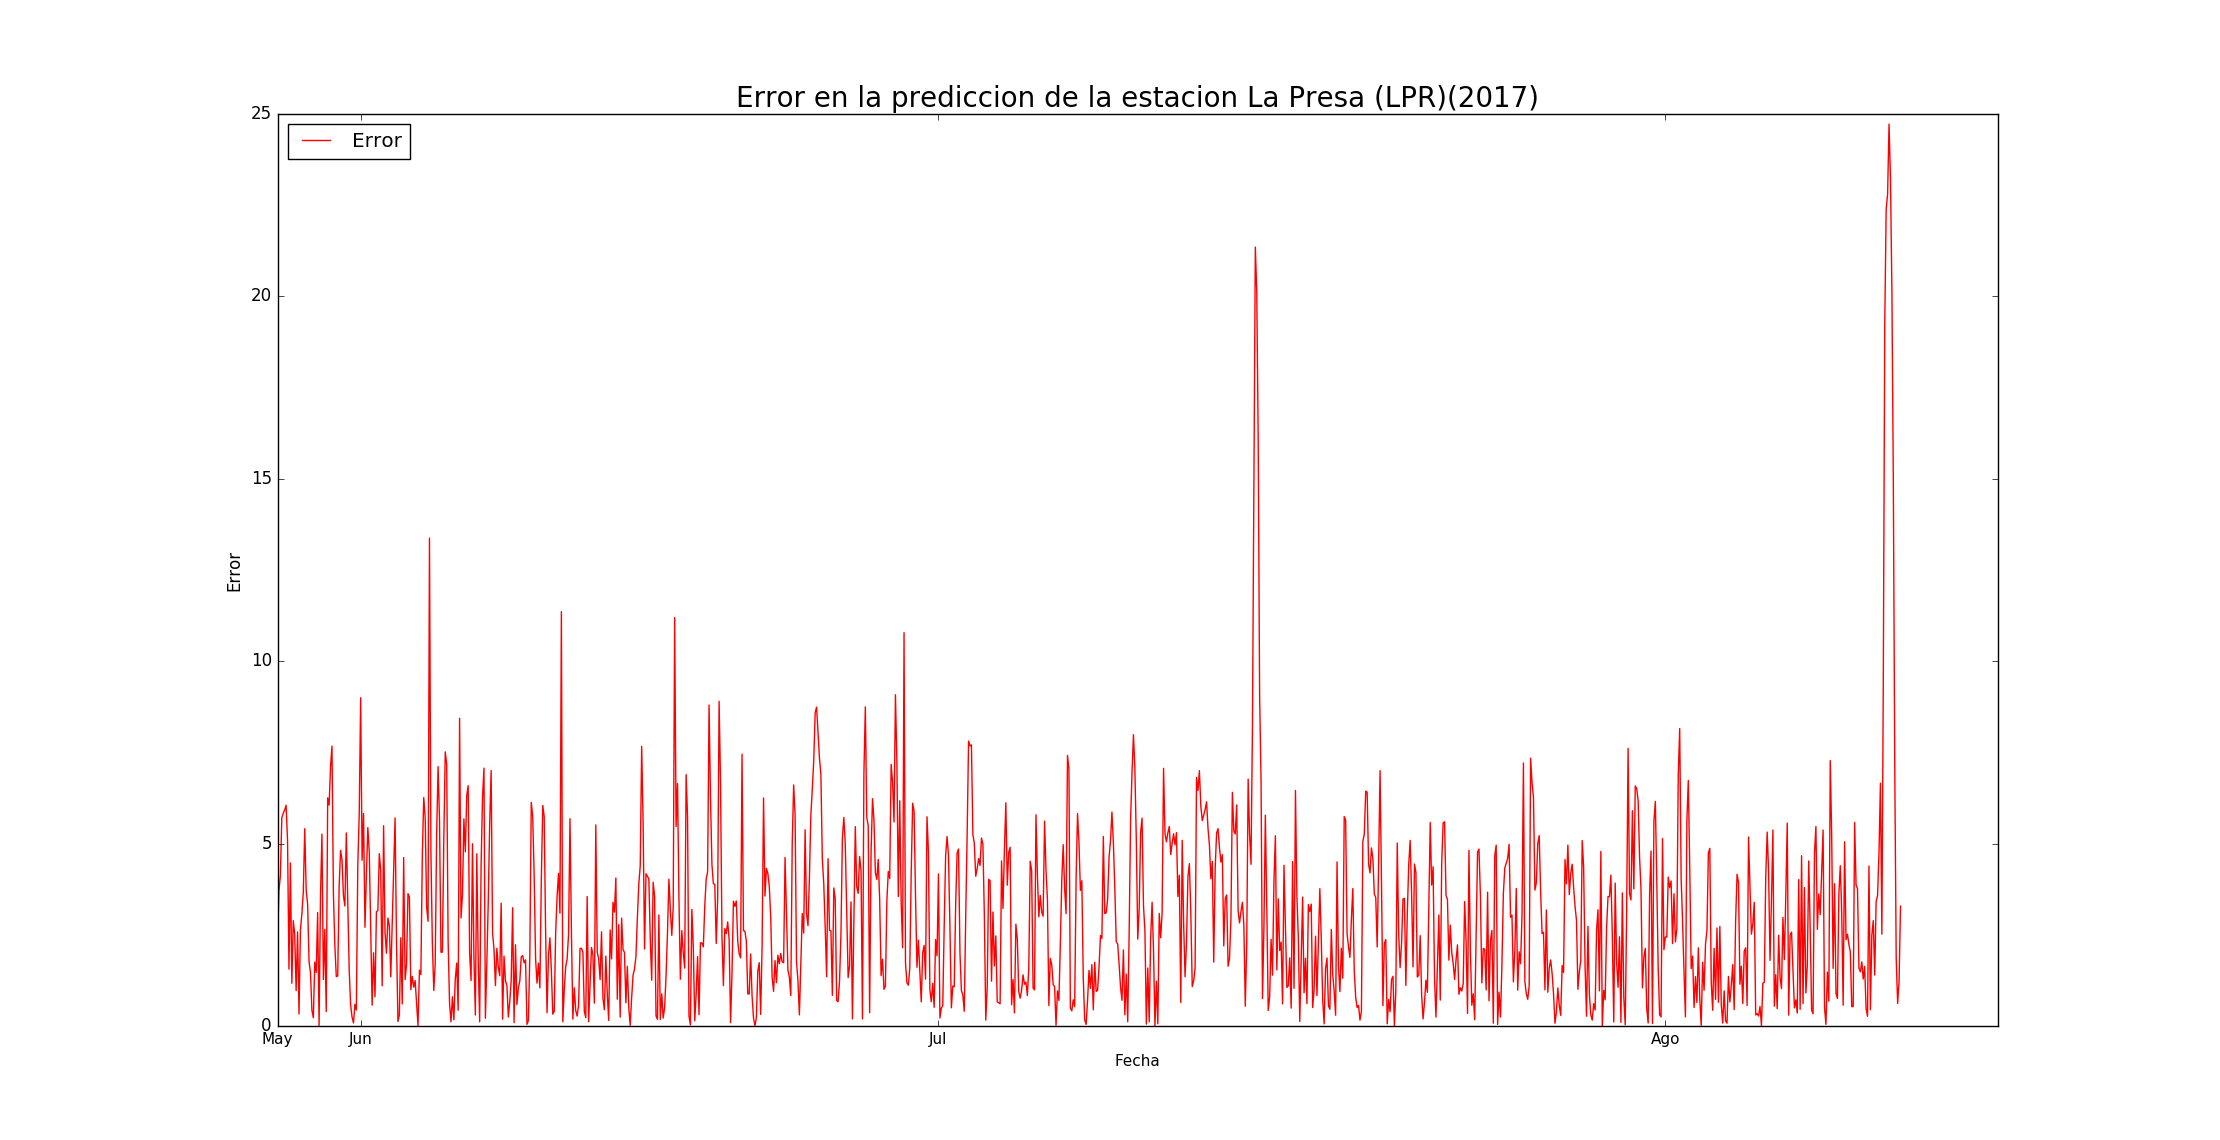 Error en la prediccion de la estacion La Presa (LPR)(2017)
25
Error
20
15
10
5
0
Error
May Jun Jul Ago
Fecha